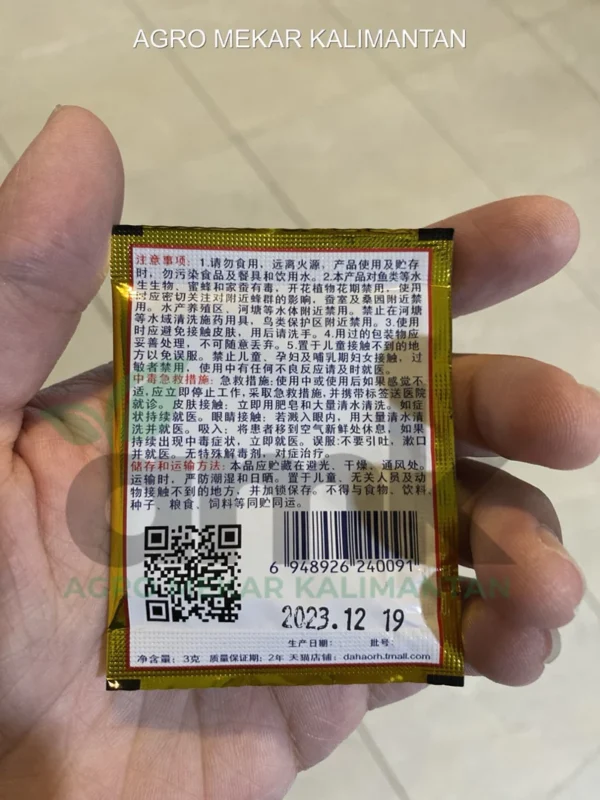 AGRO MEKAR KALIMANTAN
注意事项: 1.请勿食用, 远离火源, 产品使用及贮存
时, 勿污染食品及餐具和饮用水。2.本产品对鱼类等水
生生物、蜜蜂和家蚕有毒, 开花植物花期禁用, 使用
时应密切关注对附近蜂群的影响, 蚕室及桑园附近禁
用。水产养殖区、河塘等水体附近禁用。禁止在河塘
等水域清洗施药用具, 鸟类保护区附近禁用。3.使用
时应避免接触皮肤, 用后请洗手。4.用过的包装物应
妥善处理, 不可随意丢弃。5.置于儿童接触不到的地
方以免误服。禁止儿童、孕妇及哺乳期妇女接触, 过
敏者禁用, 使用中有任何不良反应请及时就医。
中毒急救措施: 急救措施:使用中或使用后如果感觉不
适,应立即停止工作,采取急救措施,并携带标签送医院
就诊。皮肤接触: 立即用肥皂和大量清水清洗。如症
状持续就医。眼睛接触: 若溅入眼内, 用大量清水清
洗并就医。吸入: 将患者移到空气新鲜处休息, 如果
持续出现中毒症状, 立即就医。误服:不要引吐, 漱口
并就医。无特殊解毒剂, 对症治疗。
储存和运输方法: 本品应贮藏在避光、干燥、通风处。
运输时, 严防潮湿和日晒。置于儿童、无关人员及动
物接触不到的地方, 并加锁保存。不得与食物、饮料,
种子、粮食、饲料等同贮同运。
6 948926 240091
AGRO MEKAR KALIMANTAN
2023.12 19
生产日期: 批号:
净含量: 3克 质量保证期: 2年 天猫店铺: dahaorh.tmall.com